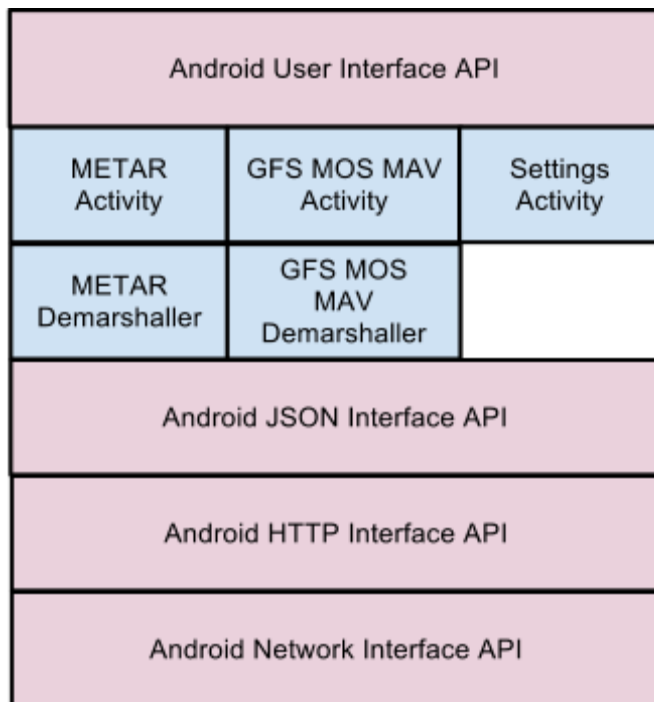 Android User Interface API
METAR
Activity
GFS MOS MAV
Activity
Settings
Activity
METAR
Demarshaller
GFS MOS
MAV
Demarshaller
Android JSON Interface API
Android HTTP Interface API
Android Network Interface API